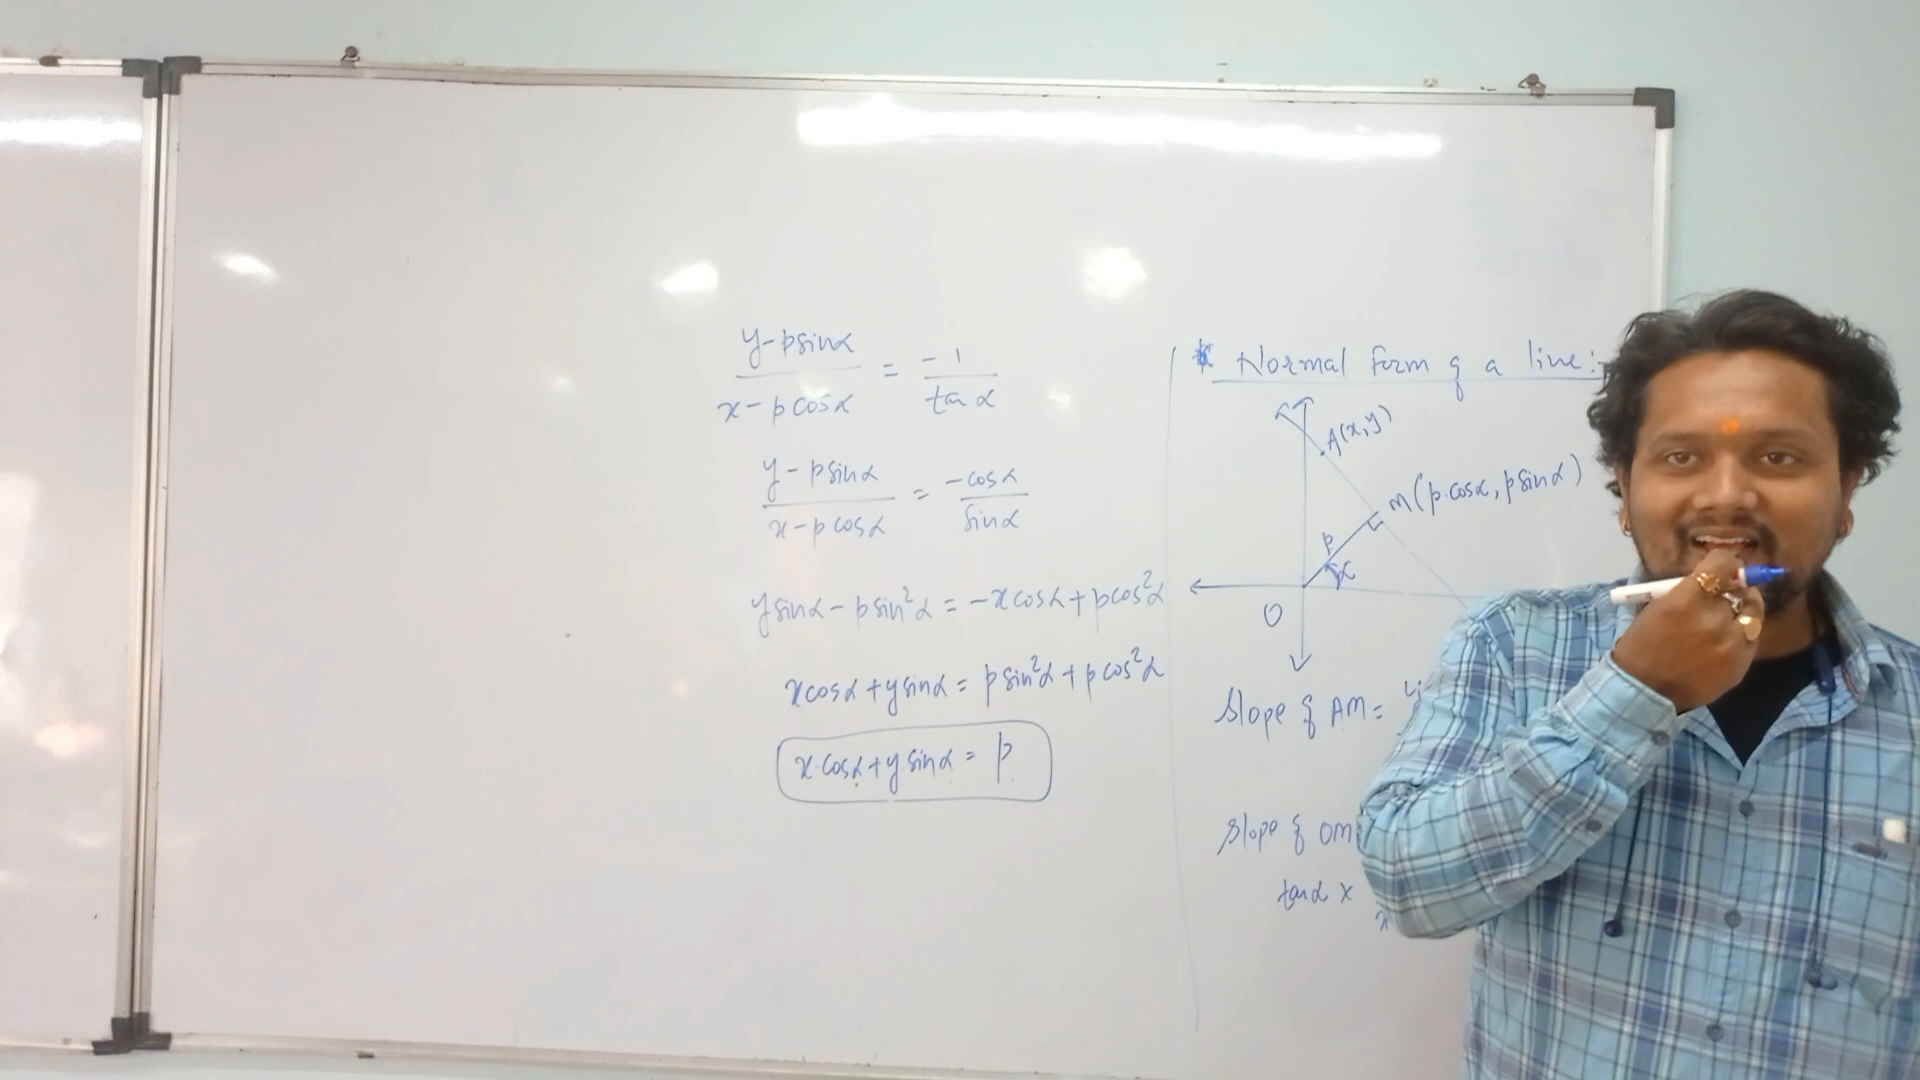 y-psinα / x-pcosα = -1 / tanα
y-psinα / x-pcosα = -cosα / sinα
ysinα-psin²α = -xcosα+pcos²α
xcosα+ysinα = psin²α+pcos²α
x.cosα+y.sinα = p
* Normal Form of a line:-
A(x,y)
M(p.cosα, psinα)
p
α
O
Slope of AM =
Slope of OM
tanα x
x